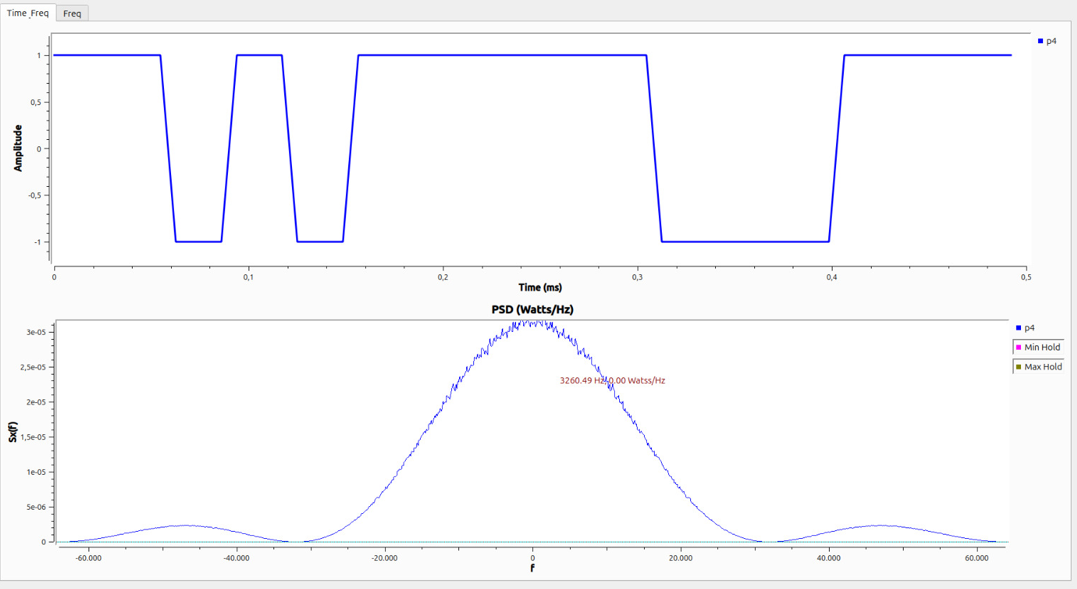 Time_Freq
Freq
1
0,5
0
-0,5
-1
Amplitude
p4
0
0,1
0,2
0,3
0,4
0,5
Time (ms)
PSD (Watts/Hz)
3e-05
2,5e-05
2e-05
1,5e-05
1e-05
5e-06
0
Sx(f)
3260.49 Hz, 0.00 Watss/Hz
p4
Min Hold
Max Hold
-60.000
-40.000
-20.000
0
20.000
40.000
60.000
f